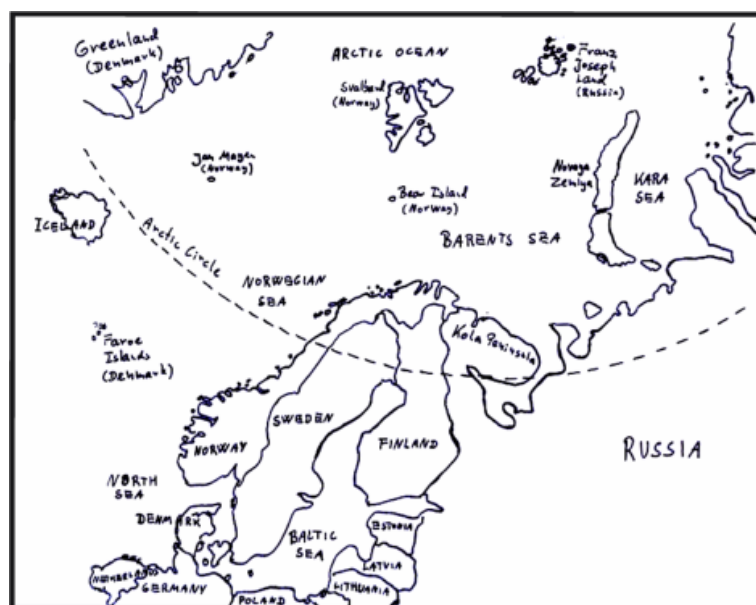 Greenland
(Denmark)
ARCTIC OCEAN
Franz
Joseph
Land
(Russia)
Svalbard
(Norway)
Jan Mayen
(Norway)
Bear Island
(Norway)
Novaya
Zemlya
KARA
SEA
ICELAND
Arctic Circle
BARENTS SEA
NORWEGIAN
SEA
Faroe
Islands
(Denmark)
Kola Peninsula
NORWAY
SWEDEN
FINLAND
RUSSIA
NORTH
SEA
DENMARK
BALTIC
SEA
ESTONIA
LATVIA
LITHUANIA
NETHERLANDS
GERMANY
POLAND